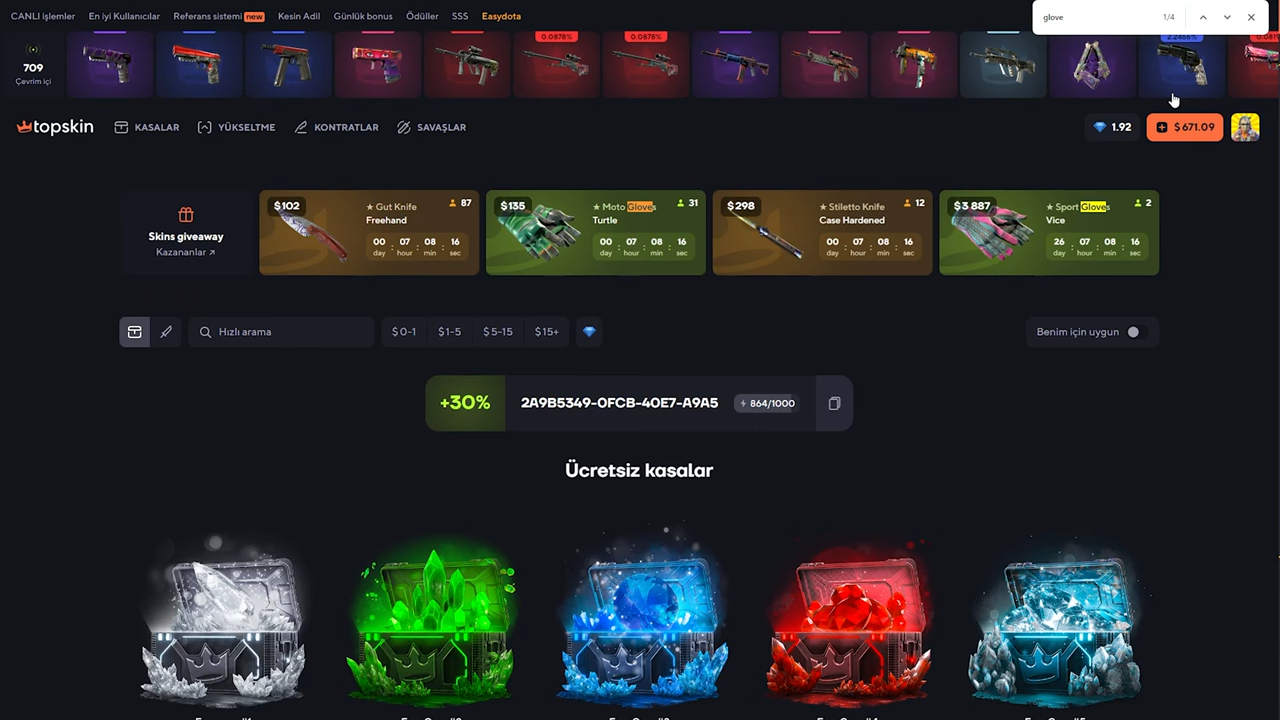 CANLI işlemler En iyi Kullanıcılar Referans sistemi new Kesin Adil Günlük bonus Ödüller SSS Easydota
glove 1/4
709
Çevrim içi
0.0878% 0.0878%
topskin KASALAR YÜKSELTME KONTRATLAR SAVAŞLAR 1.92 $ 671.09
Skins giveaway
Kazananlar ↗
$102 ★ Gut Knife 87
Freehand
00 : 07 : 08 : 16
day hour min sec
$135 ★ Moto Gloves 31
Turtle
00 : 07 : 08 : 16
day hour min sec
$298 ★ Stiletto Knife 12
Case Hardened
00 : 07 : 08 : 16
day hour min sec
$3 887 ★ Sport Gloves 2
Vice
26 : 07 : 08 : 16
day hour min sec
Hızlı arama $ 0-1 $ 1-5 $ 5-15 $ 15+ Benim için uygun
+30% 2A9B5349-0FCB-40E7-A9A5 864/1000
Ücretsiz kasalar